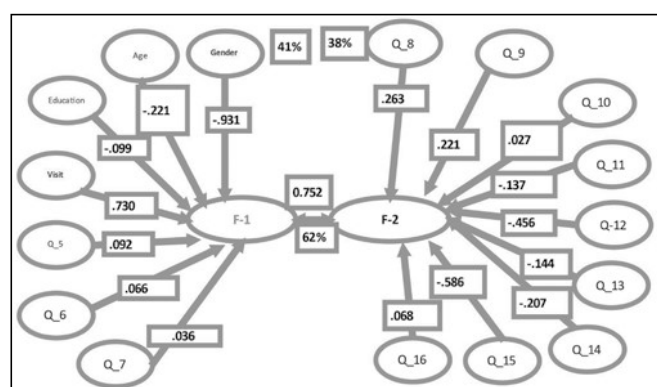 Age
Gender
41%
38%
Q_8
Q_9
Education
-.221
-.931
.263
Q_10
-.099
.221
.027
Visit
.730
0.752
-.137
Q_11
F-1
F-2
-.456
Q-12
Q_5
.092
62%
-.144
Q_13
.066
-.586
-.207
Q_6
.036
.068
Q_14
Q_7
Q_16
Q_15